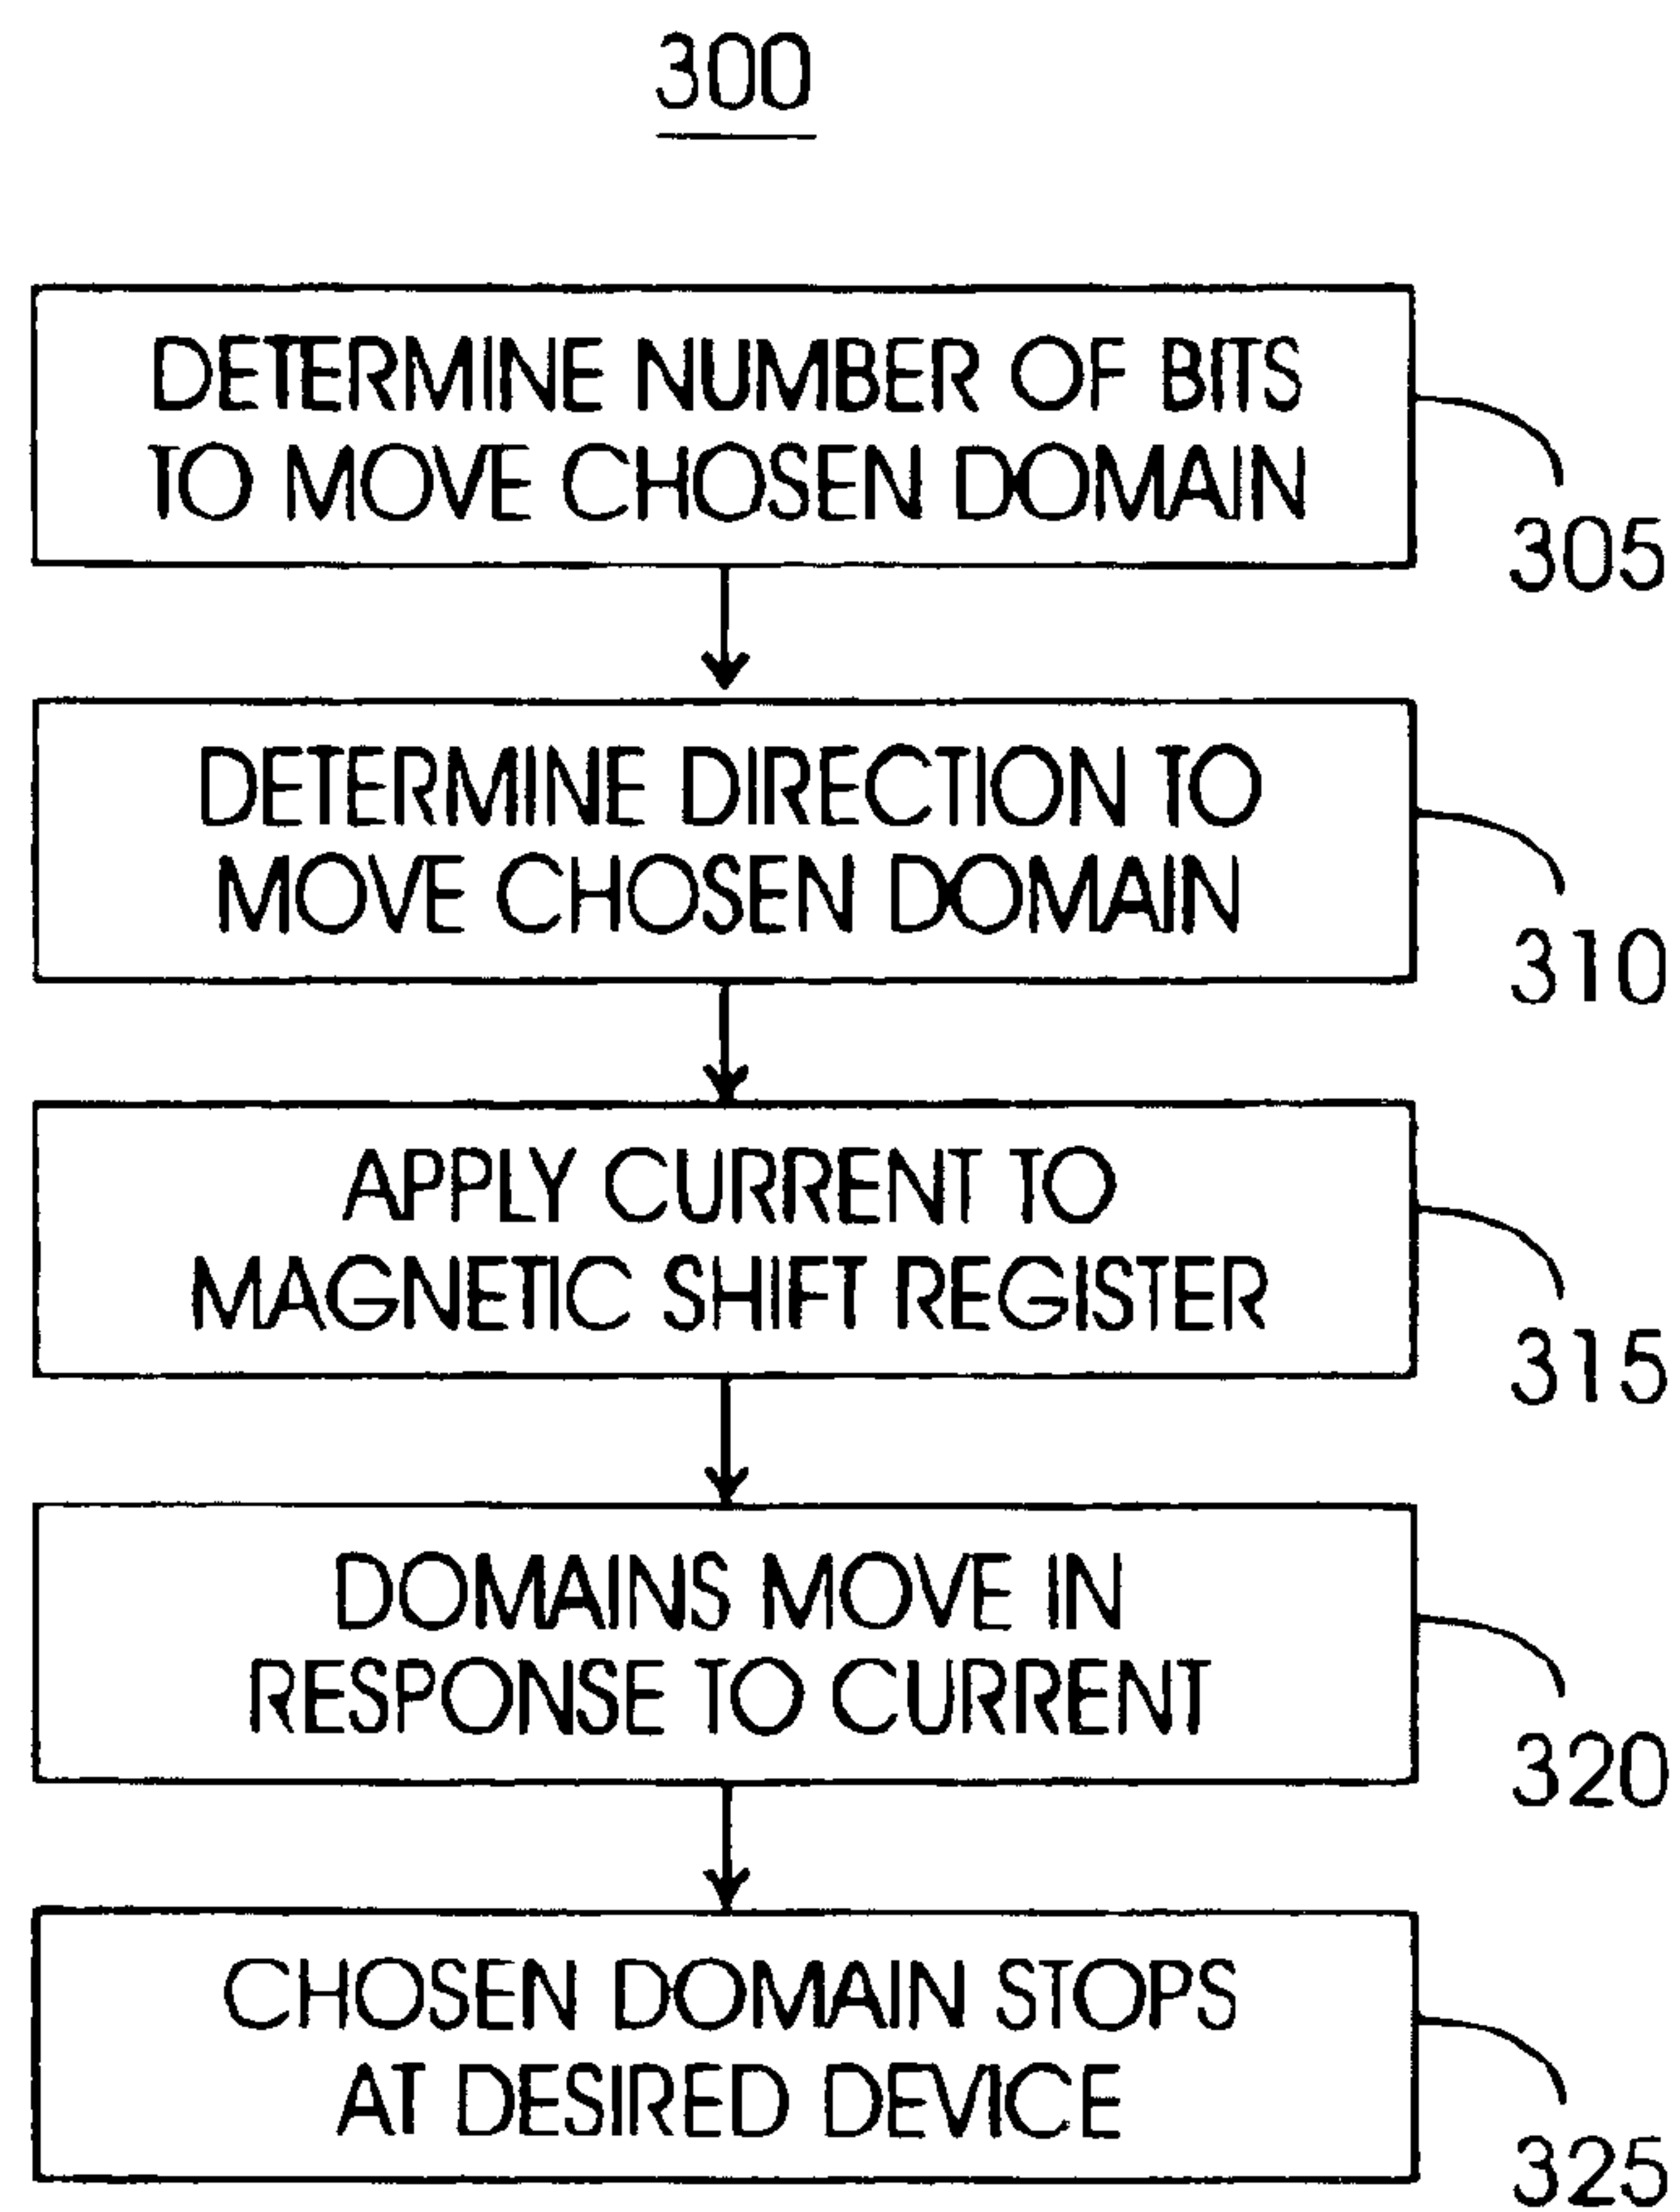 300
DETERMINE NUMBER OF BITS
TO MOVE CHOSEN DOMAIN
305
DETERMINE DIRECTION TO
MOVE CHOSEN DOMAIN
310
APPLY CURRENT TO
MAGNETIC SHIFT REGISTER
315
DOMAINS MOVE IN
RESPONSE TO CURRENT
320
CHOSEN DOMAIN STOPS
AT DESIRED DEVICE
325